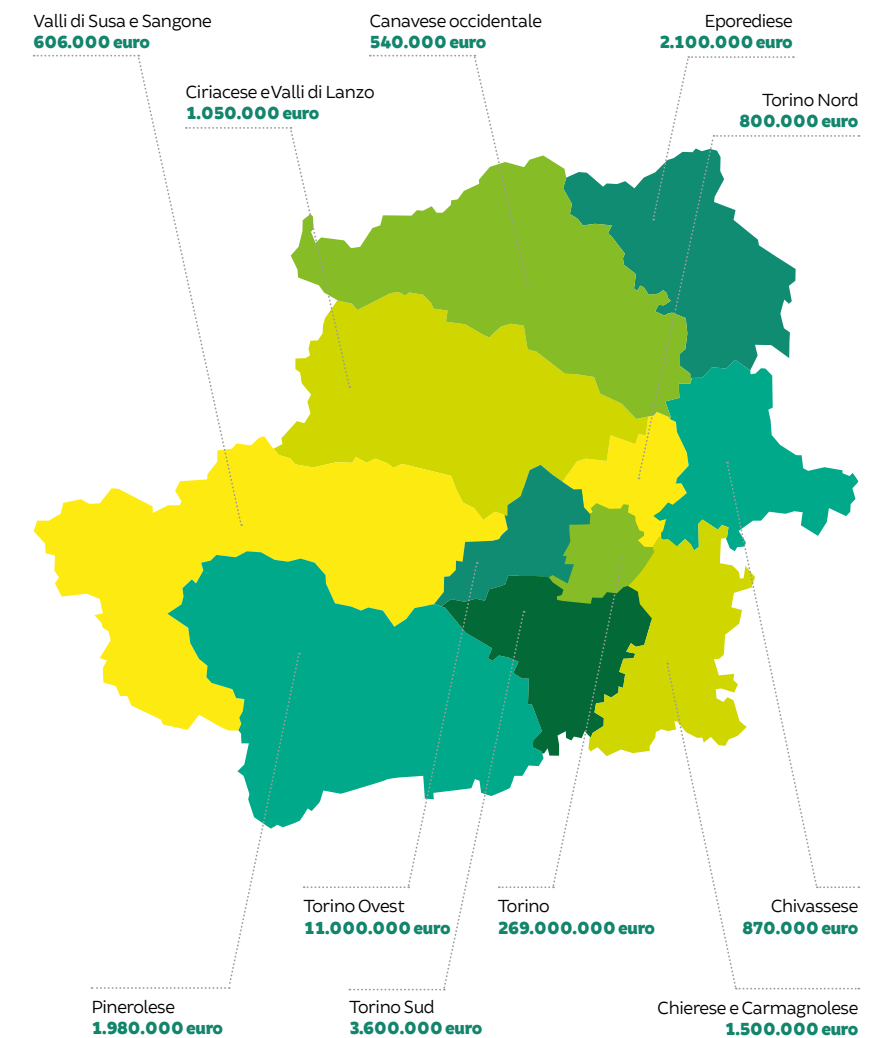 Valli di Susa e Sangone
606.000 euro
Canavese occidentale
540.000 euro
Eporediese
2.100.000 euro
Ciriacese e Valli di Lanzo
1.050.000 euro
Torino Nord
800.000 euro
Torino Ovest
11.000.000 euro
Torino
269.000.000 euro
Chivassese
870.000 euro
Pinerolese
1.980.000 euro
Torino Sud
3.600.000 euro
Chierese e Carmagnolese
1.500.000 euro